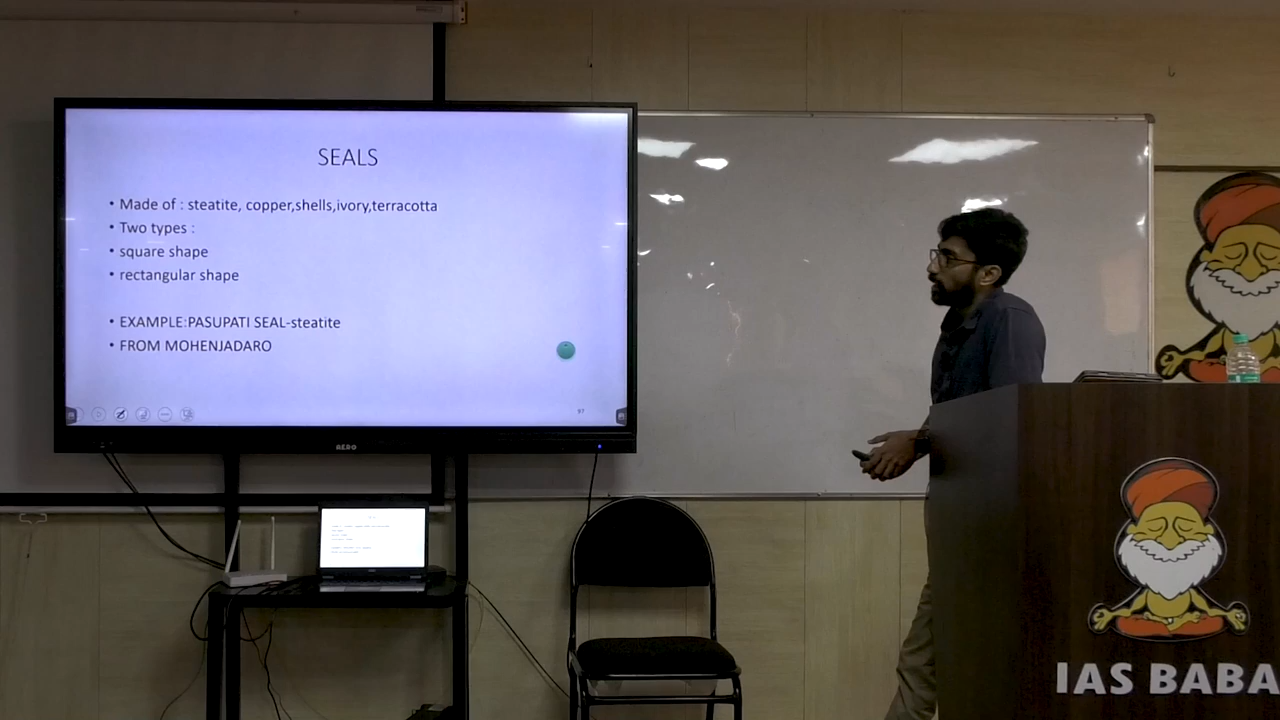 SEALS
• Made of : steatite, copper,shells,ivory,terracotta
• Two types :
• square shape
• rectangular shape
• EXAMPLE:PASUPATI SEAL-steatite
• FROM MOHENJADARO
37
IAS BABA